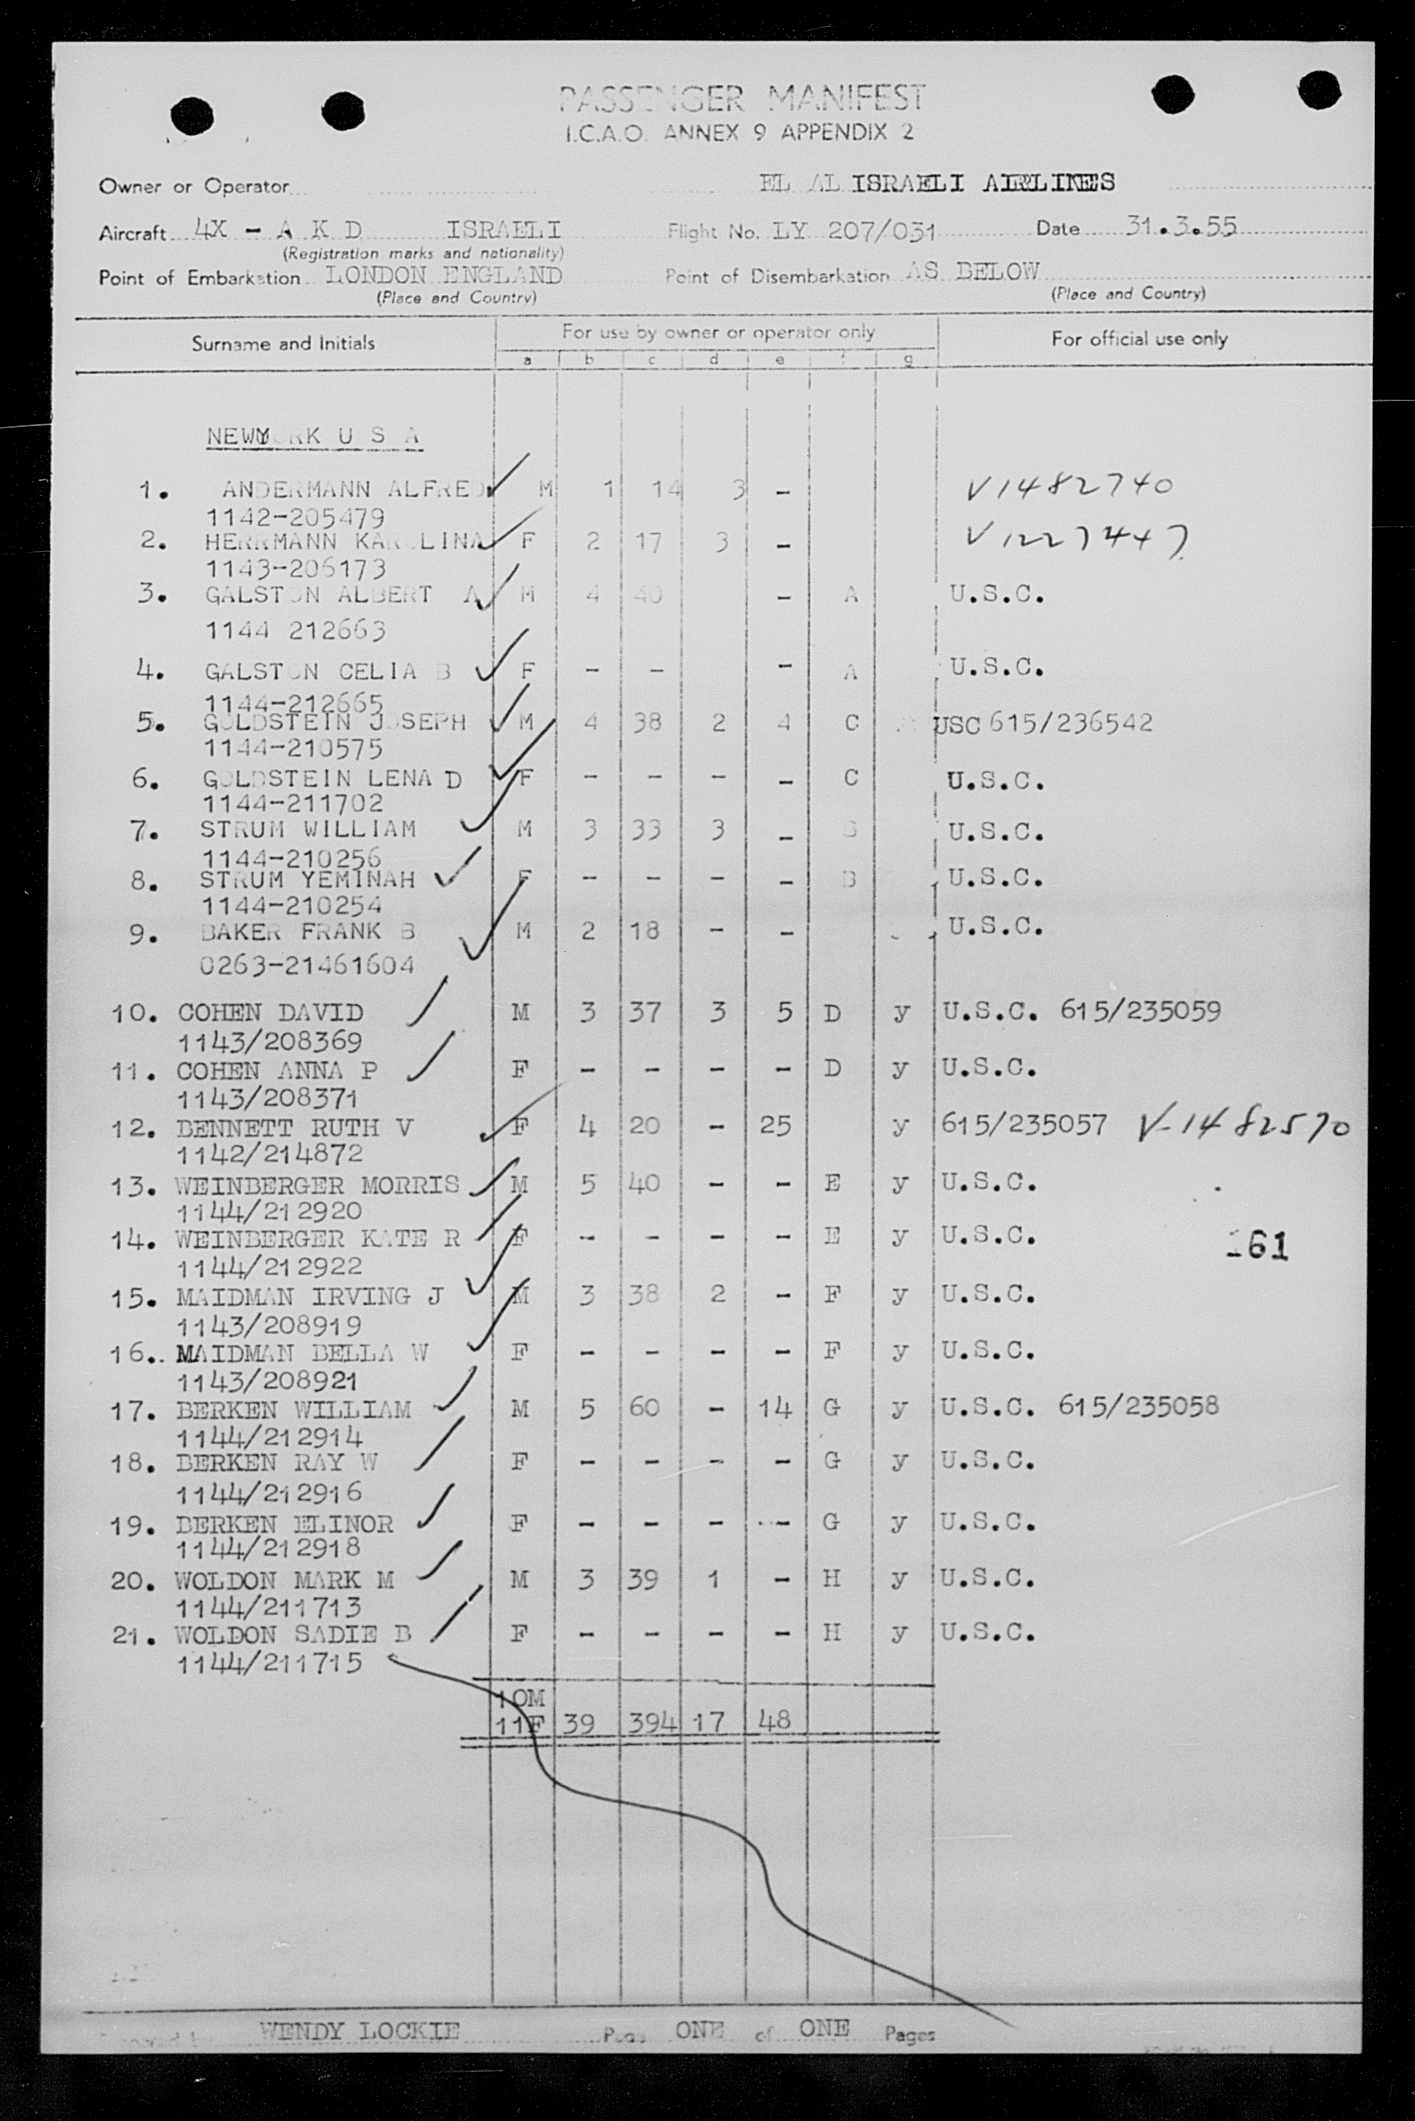 PASSENGER MANIFEST
I.C.A.O. ANNEX 9 APPENDIX 2
Owner or Operator EL AL ISRAELI AIRLINES
Aircraft 4X - A K D ISRAELI Flight No. LY 207/031 Date 31.3.55
(Registration marks and nationality)
Point of Embarkation LONDON ENGLAND Point of Disembarkation AS BELOW
(Place and Country) (Place and Country)
Surname and Initials For use by owner or operator only For official use only
a b c d e f g
NEWYORK U S A
1. ANDERMANN ALFRED M 1 14 3 - V1482740
1142-205479
2. HERRMANN KAROLINA F 2 17 3 - V1227447
1143-206173
3. GALSTON ALBERT A M 4 40 - A U.S.C.
1144 212663
4. GALSTON CELIA B F - - - A U.S.C.
1144-212665
5. GOLDSTEIN JOSEPH M 4 38 2 4 C USC 615/236542
1144-210575
6. GOLDSTEIN LENA D F - - - - C U.S.C.
1144-211702
7. STRUM WILLIAM M 3 33 3 - B U.S.C.
1144-210256
8. STRUM YEMINAH F - - - - B U.S.C.
1144-210254
9. BAKER FRANK B M 2 18 - - U.S.C.
0263-21461604
10. COHEN DAVID M 3 37 3 5 D y U.S.C. 615/235059
1143/208369
11. COHEN ANNA P F - - - - D y U.S.C.
1143/208371
12. BENNETT RUTH V F 4 20 - 25 y 615/235057 V-1482570
1142/214872
13. WEINBERGER MORRIS M 5 40 - - E y U.S.C.
1144/212920
14. WEINBERGER KATE R F - - - - E y U.S.C.
161
1144/212922
15. MAIDMAN IRVING J M 3 38 2 - F y U.S.C.
1143/208919
16.. MAIDMAN BELLA W F - - - - F y U.S.C.
1143/208921
17. BERKEN WILLIAM M 5 60 - 14 G y U.S.C. 615/235058
1144/212914
18. BERKEN RAY W F - - - - G y U.S.C.
1144/212916
19. BERKEN ELINOR F - - - - G y U.S.C.
1144/212918
20. WOLDON MARK M M 3 39 1 - H y U.S.C.
1144/211713
21. WOLDON SADIE B F - - - - H y U.S.C.
1144/211715
10M
11F 39 394 17 48
WENDY LOCKIE Page ONE of ONE Pages